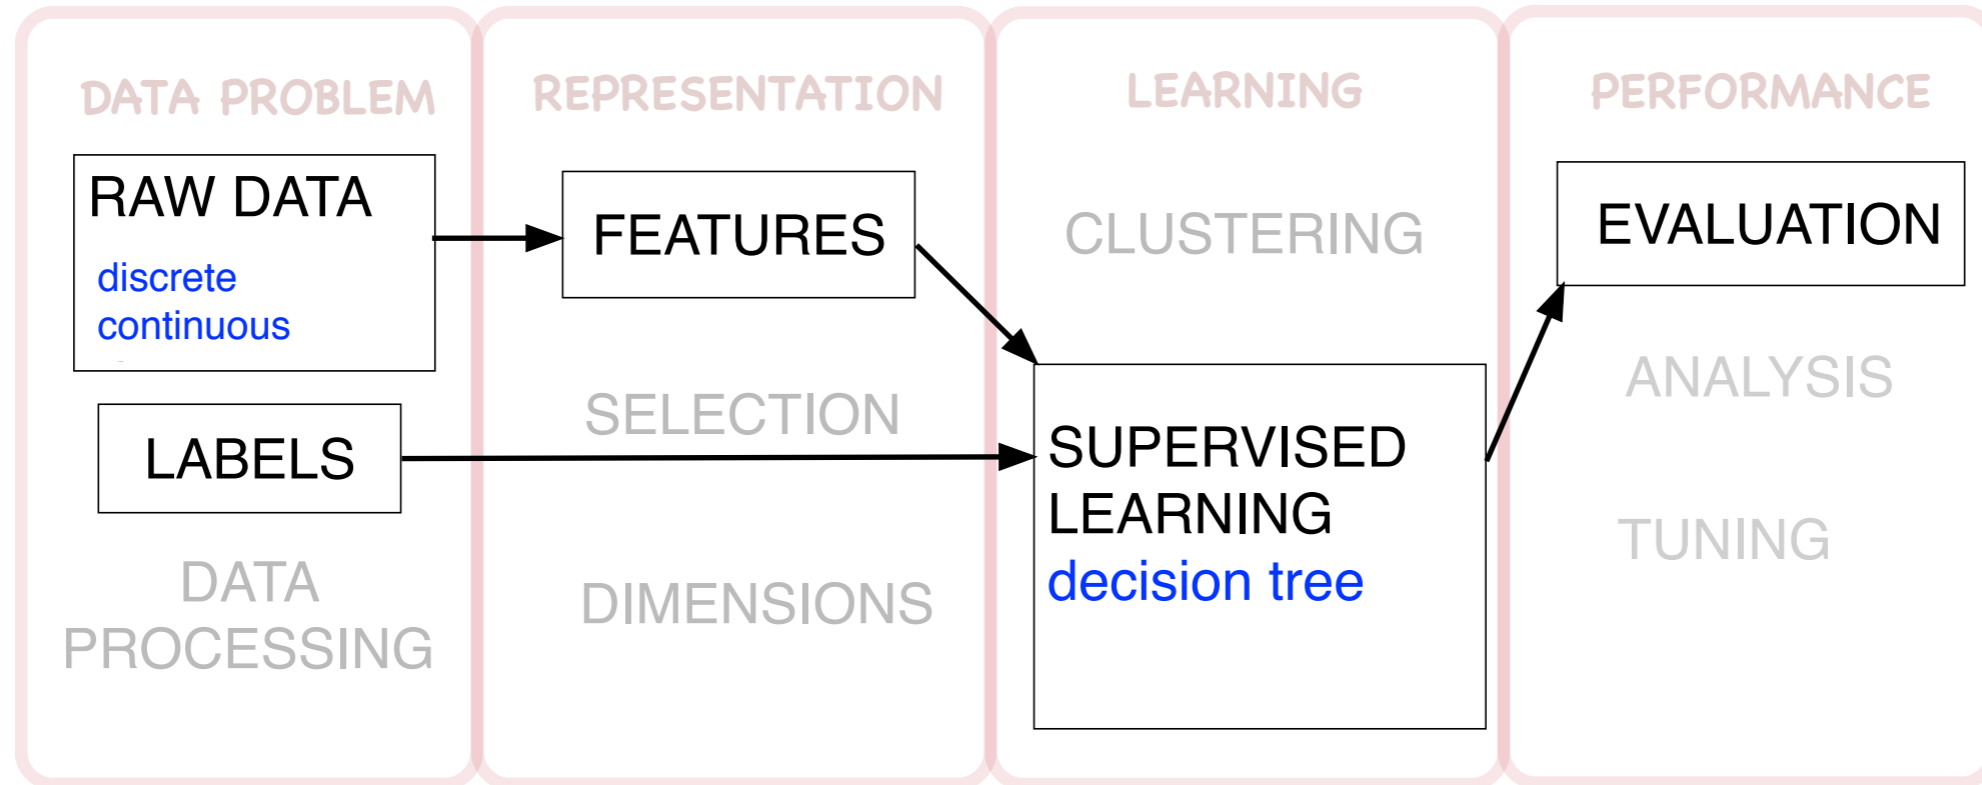 DATA PROBLEM
RAW DATA
discrete
continuous
LABELS
DATA
PROCESSING
REPRESENTATION
FEATURES
SELECTION
DIMENSIONS
LEARNING
CLUSTERING
SUPERVISED
LEARNING
decision tree
PERFORMANCE
EVALUATION
ANALYSIS
TUNING